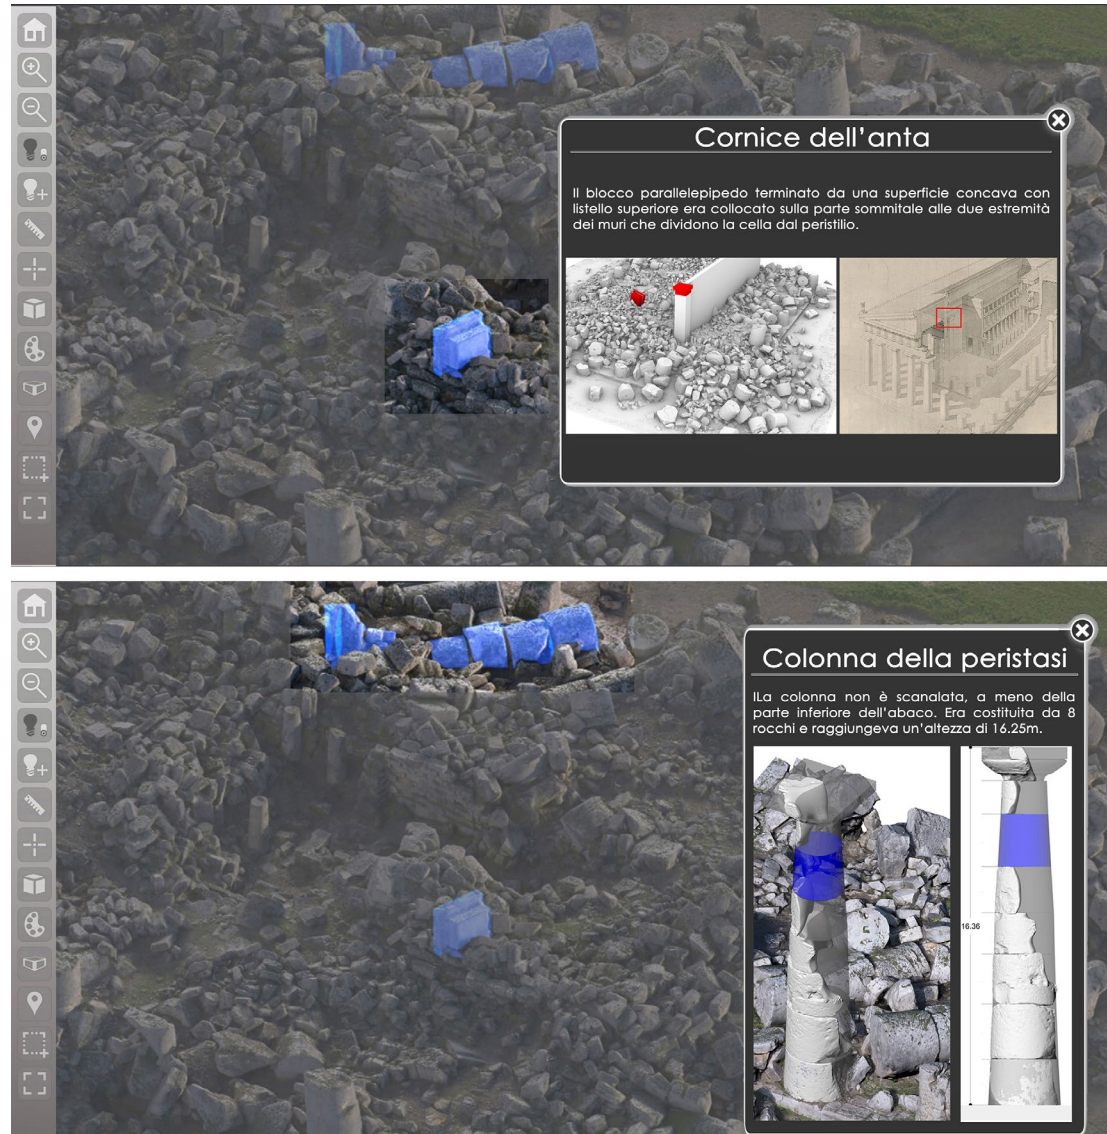 Cornice dell'anta
Il blocco parallelepipedo terminato da una superficie concava con
listello superiore era collocato sulla parte sommitale alle due estremità
dei muri che dividono la cella dal peristilio.
Colonna della peristasi
lLa colonna non è scanalata, a meno della
parte inferiore dell'abaco. Era costituita da 8
rocchi e raggiungeva un'altezza di 16.25m.
16.36